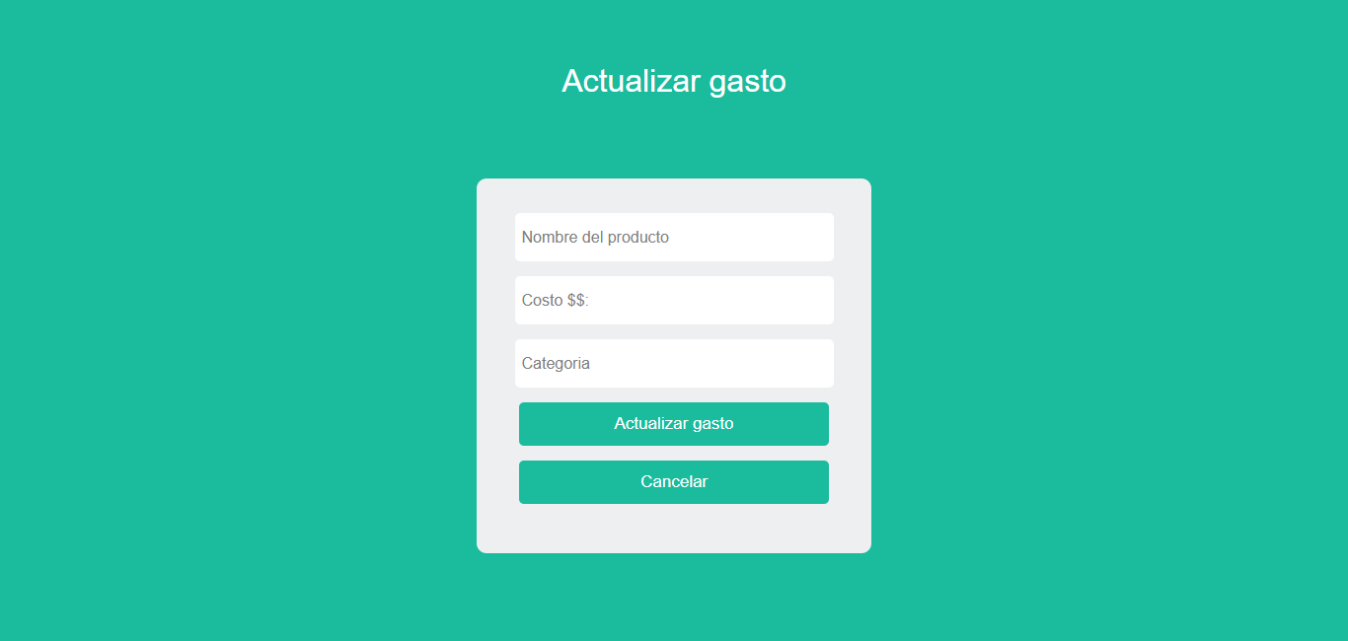 Actualizar gasto
Nombre del producto
Costo $$:
Categoria
Actualizar gasto
Cancelar